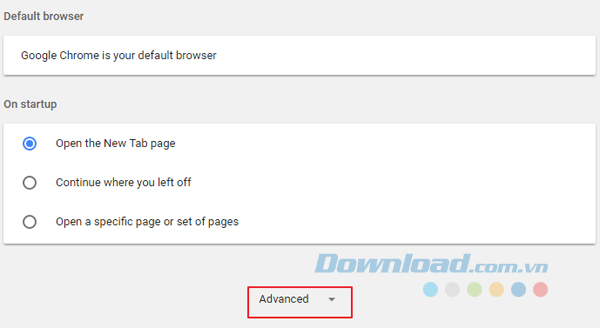 Default browser
Google Chrome is your default browser
On startup
Open the New Tab page
Continue where you left off
Open a specific page or set of pages
Download.com.vn
Advanced